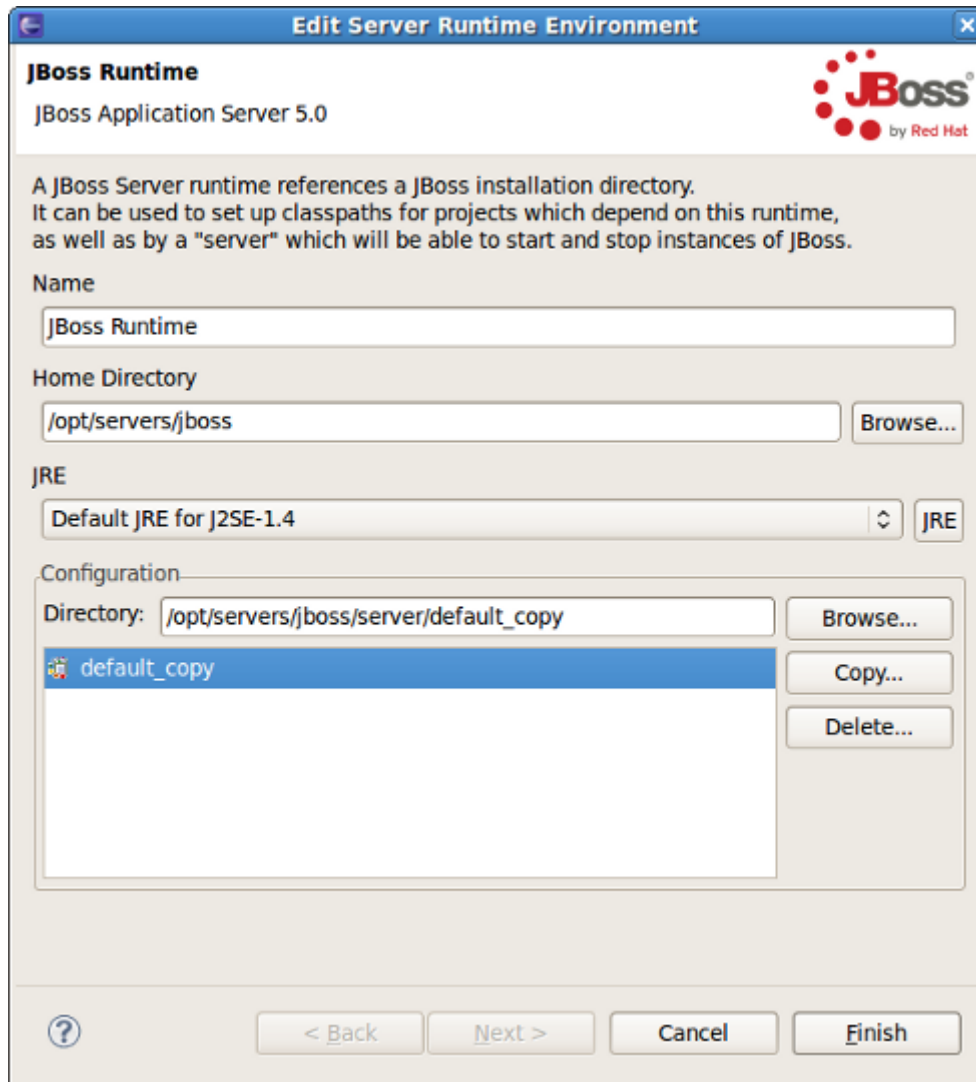 Edit Server Runtime Environment
JBoss Runtime
JBoss Application Server 5.0
JBoss®
by Red Hat
A JBoss Server runtime references a JBoss installation directory.
It can be used to set up classpaths for projects which depend on this runtime,
as well as by a "server" which will be able to start and stop instances of JBoss.
Name
JBoss Runtime
Home Directory
/opt/servers/jboss
Browse...
JRE
Default JRE for J2SE-1.4
JRE
Configuration
Directory: /opt/servers/jboss/server/default_copy
Browse...
default_copy
Copy...
Delete...
?
< Back Next > Cancel Finish